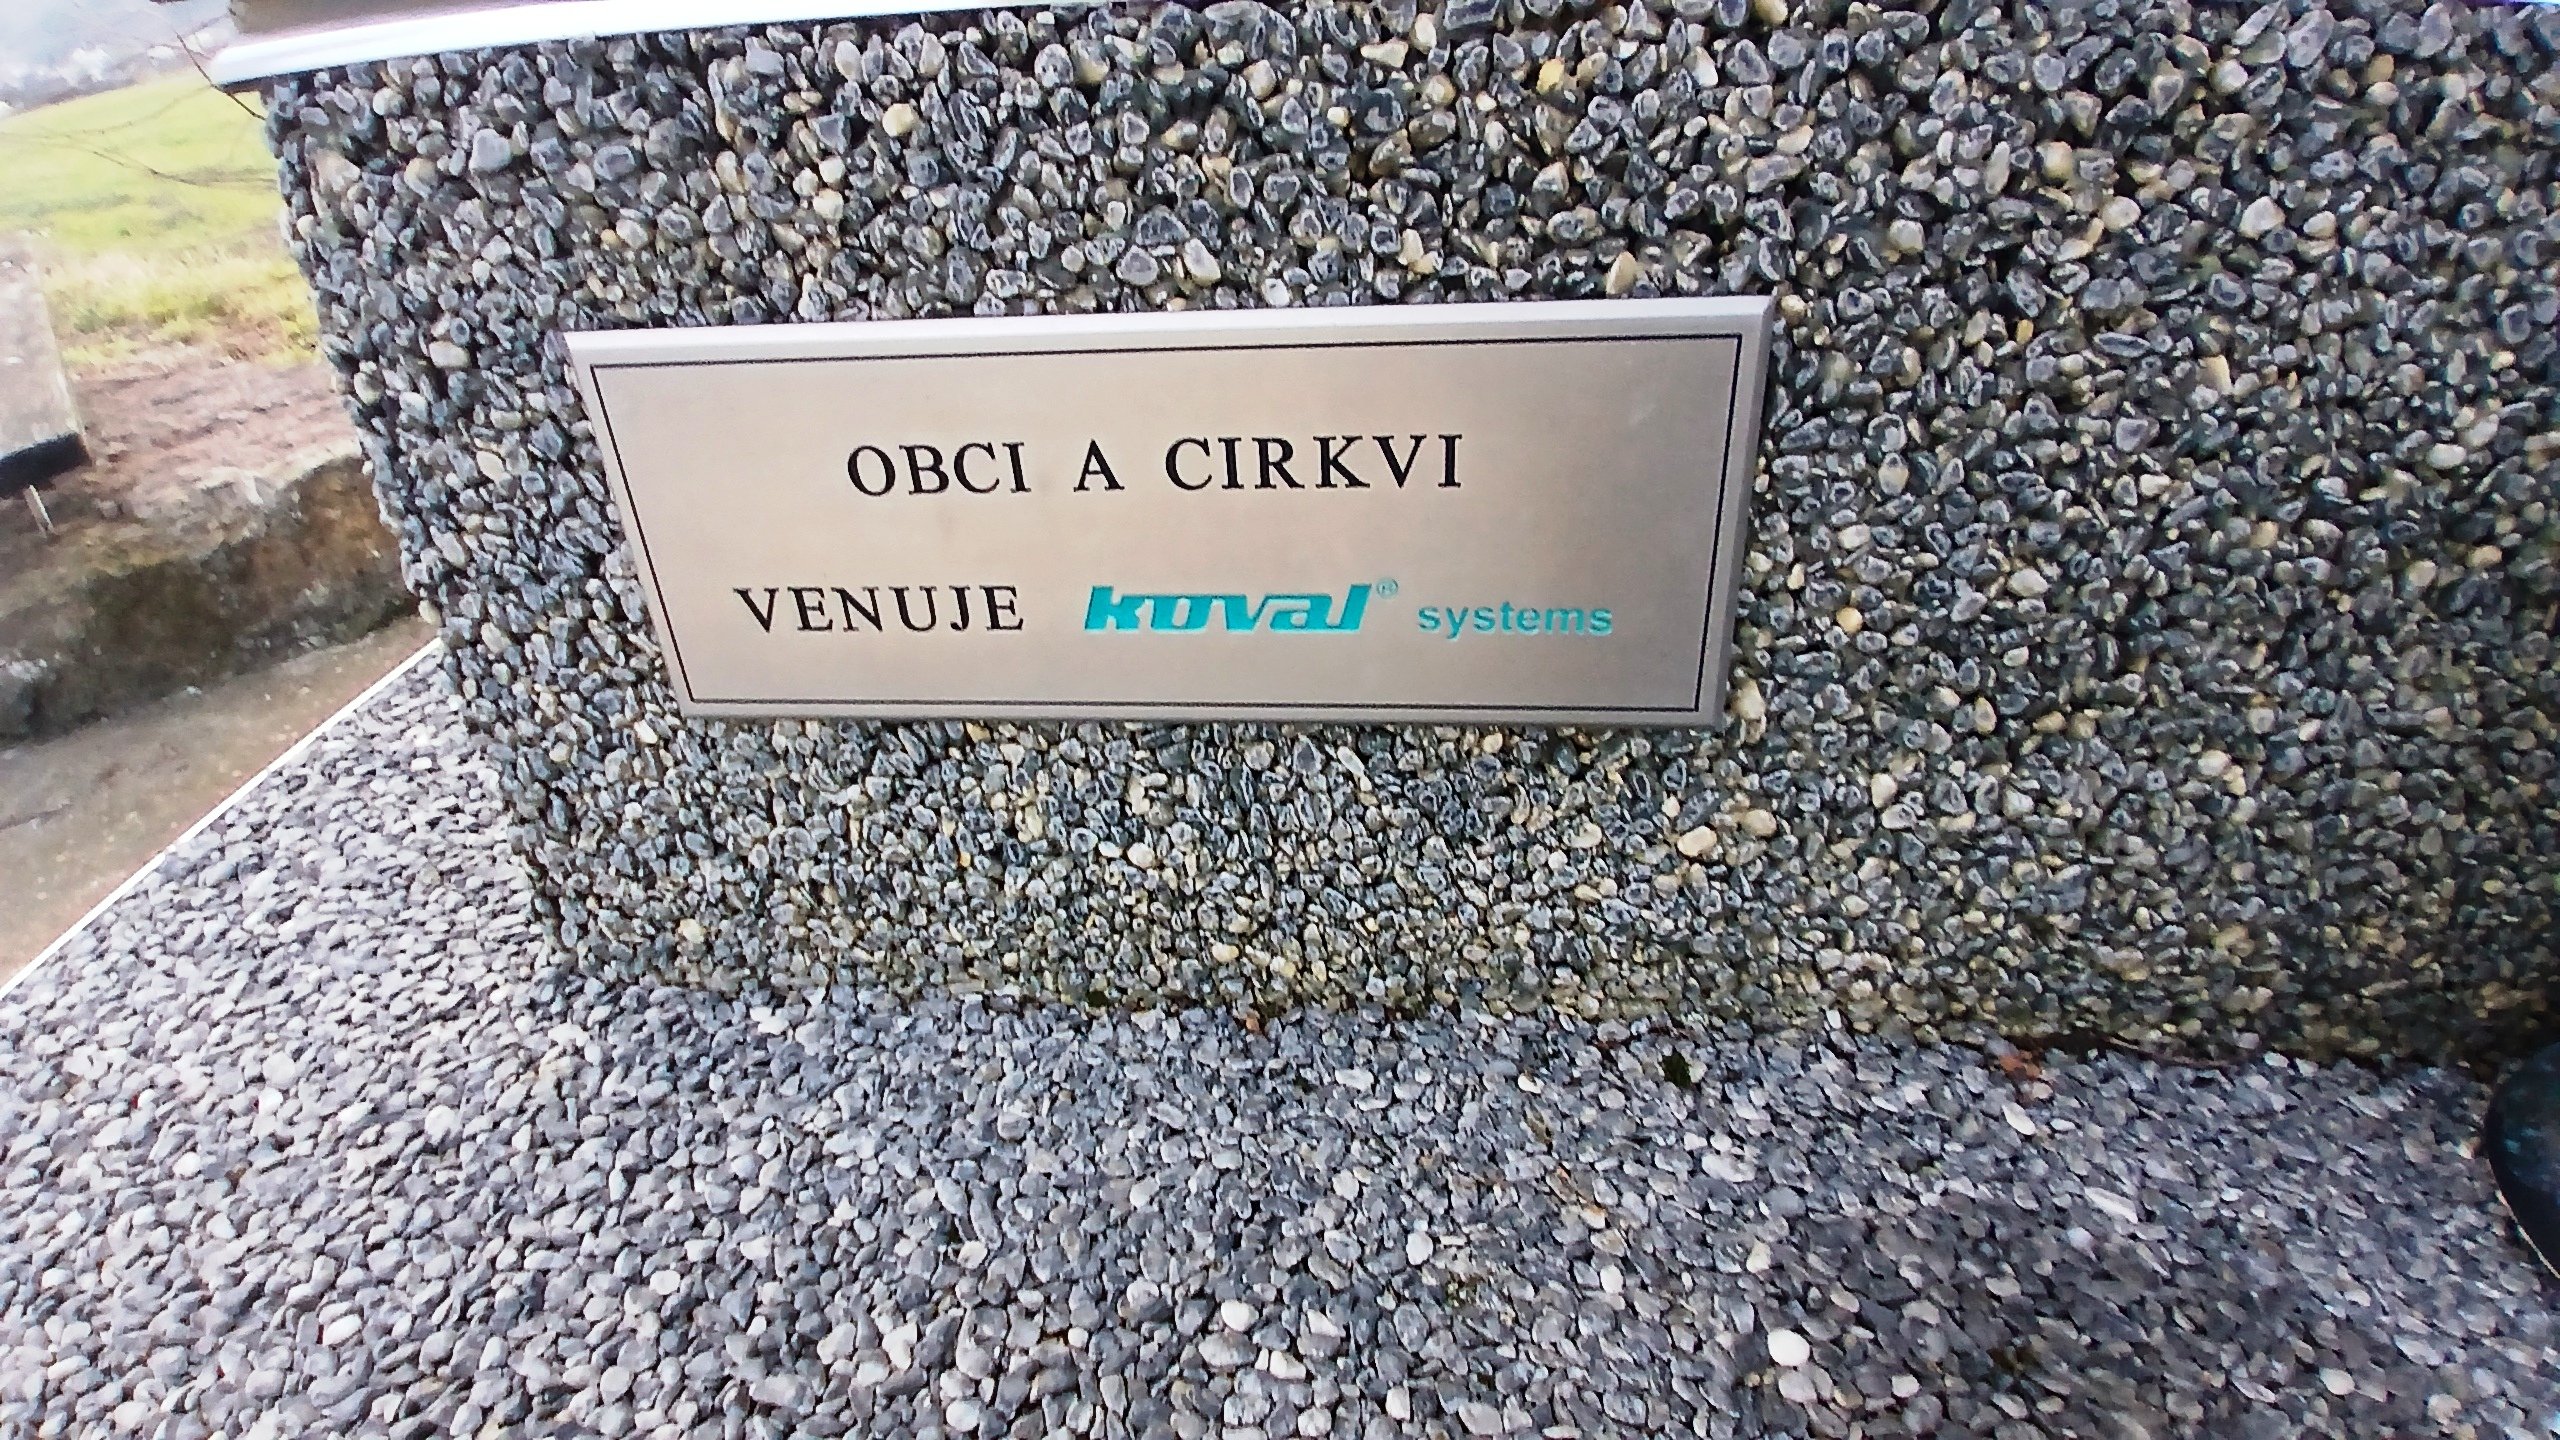 OBCI A CIRKVI
VENUJE koval® systems